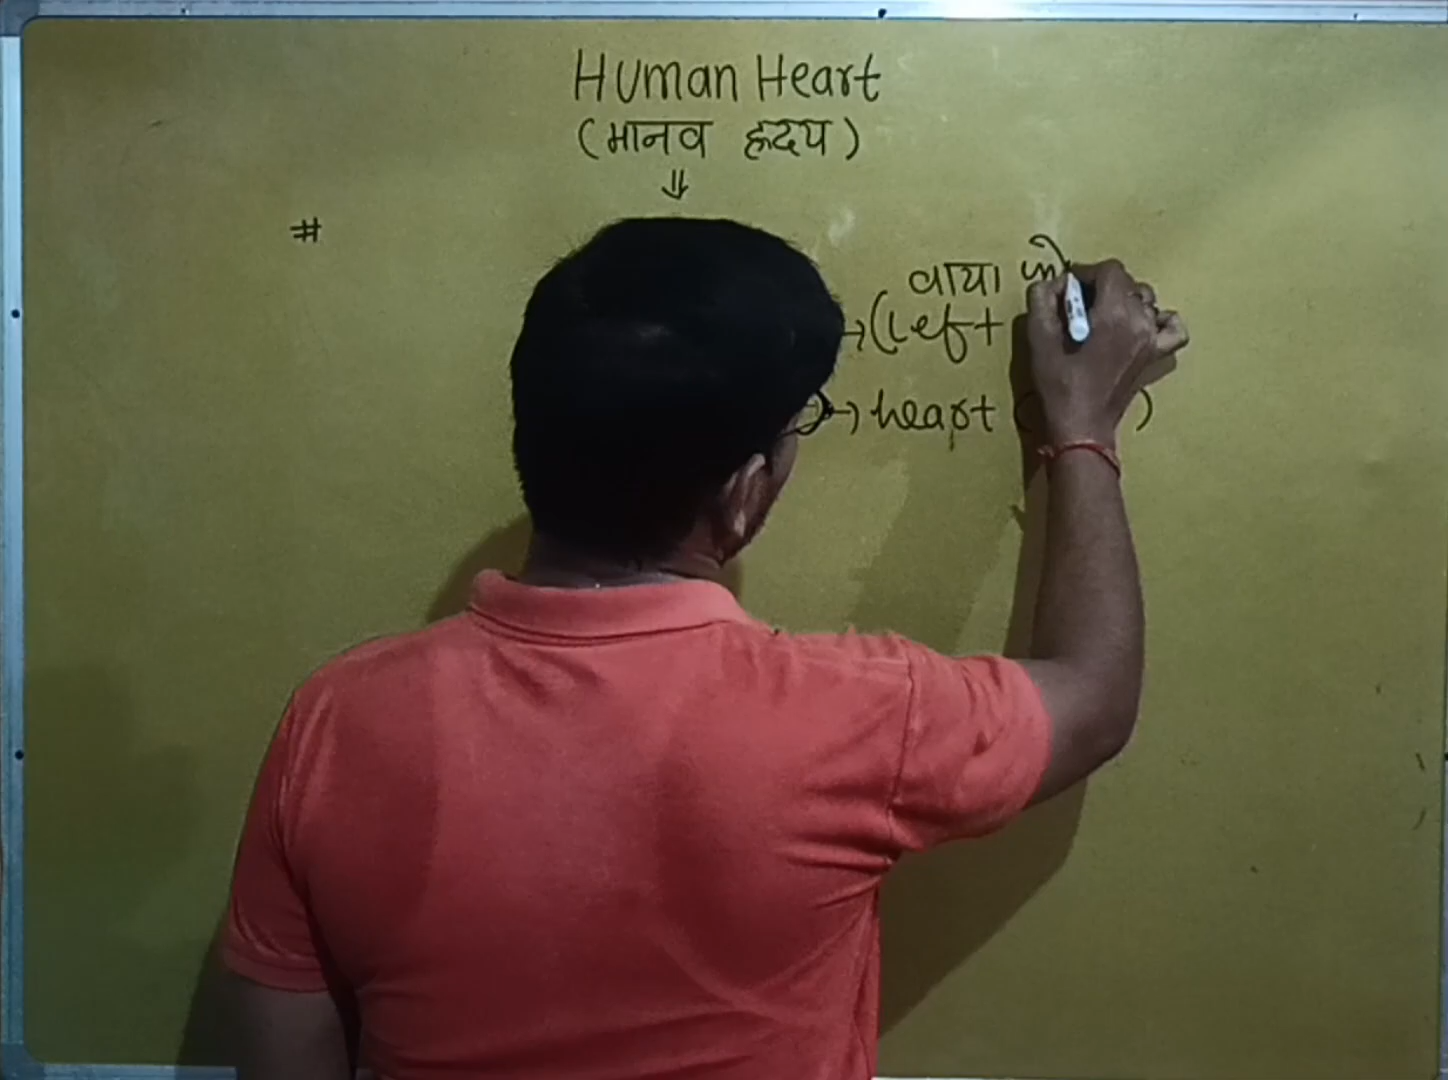 Human Heart
(मानव हृदय)
⇓
#
वाया
→(left
→ heart ( )